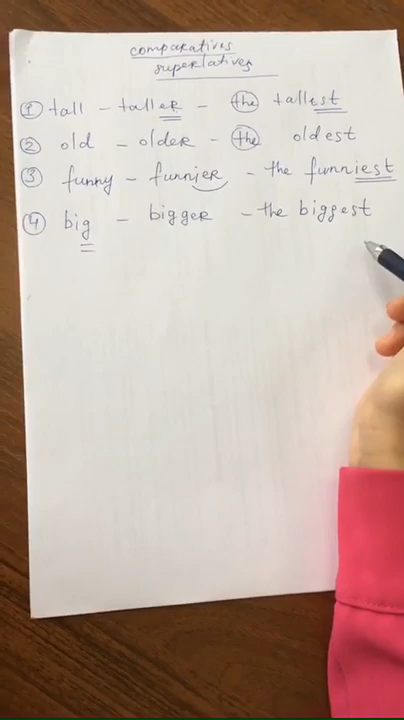 comparatives
superlatives
① tall - taller - the tallest
② old - older - the oldest
③ funny - funnier - the funniest
④ big - bigger - the biggest